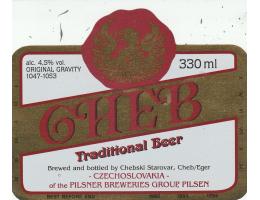 alc. 4,5% vol.
ORIGINAL GRAVITY
1047-1053
330 ml
CHEB
Traditional Beer
Brewed and bottled by Chebski Starovar, Cheb/Eger
- CZECHOSLOVAKIA -
of the PILSNER BREWERIES GROUP, PILSEN
BEST BEFORE END